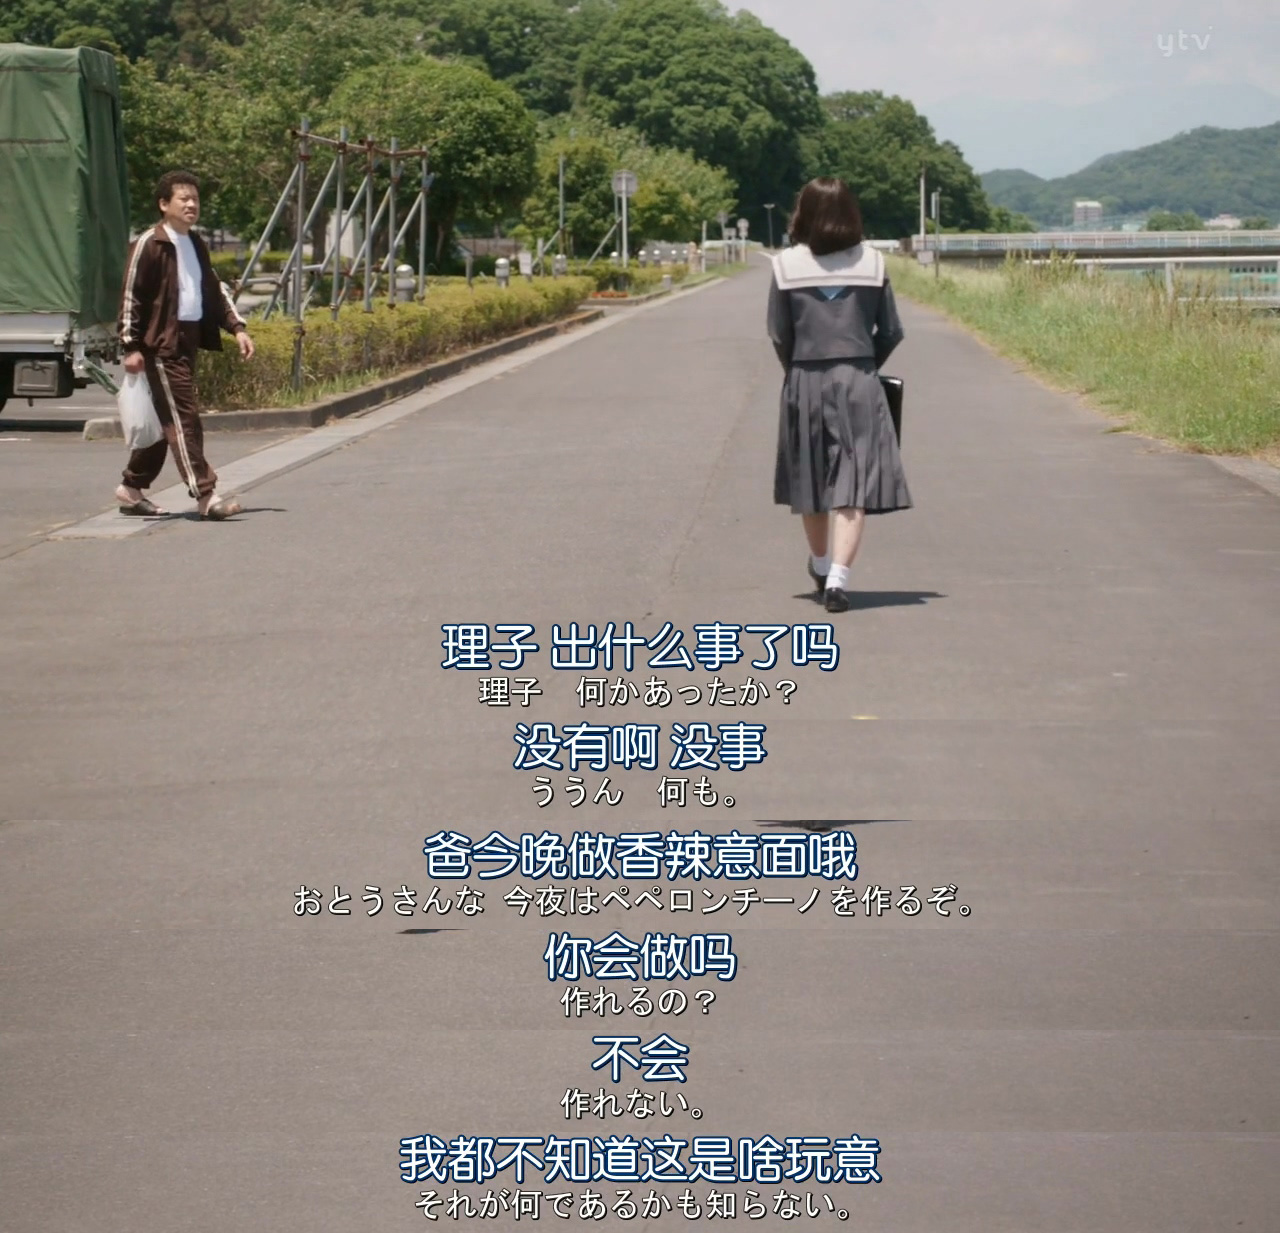 ytv
理子 出什么事了吗
理子　何かあったか？
没有啊 没事
ううん　何も。
爸今晚做香辣意面哦
おとうさんな 今夜はペペロンチーノを作るぞ。
你会做吗
作れるの？
不会
作れない。
我都不知道这是啥玩意
それが何であるかも知らない。